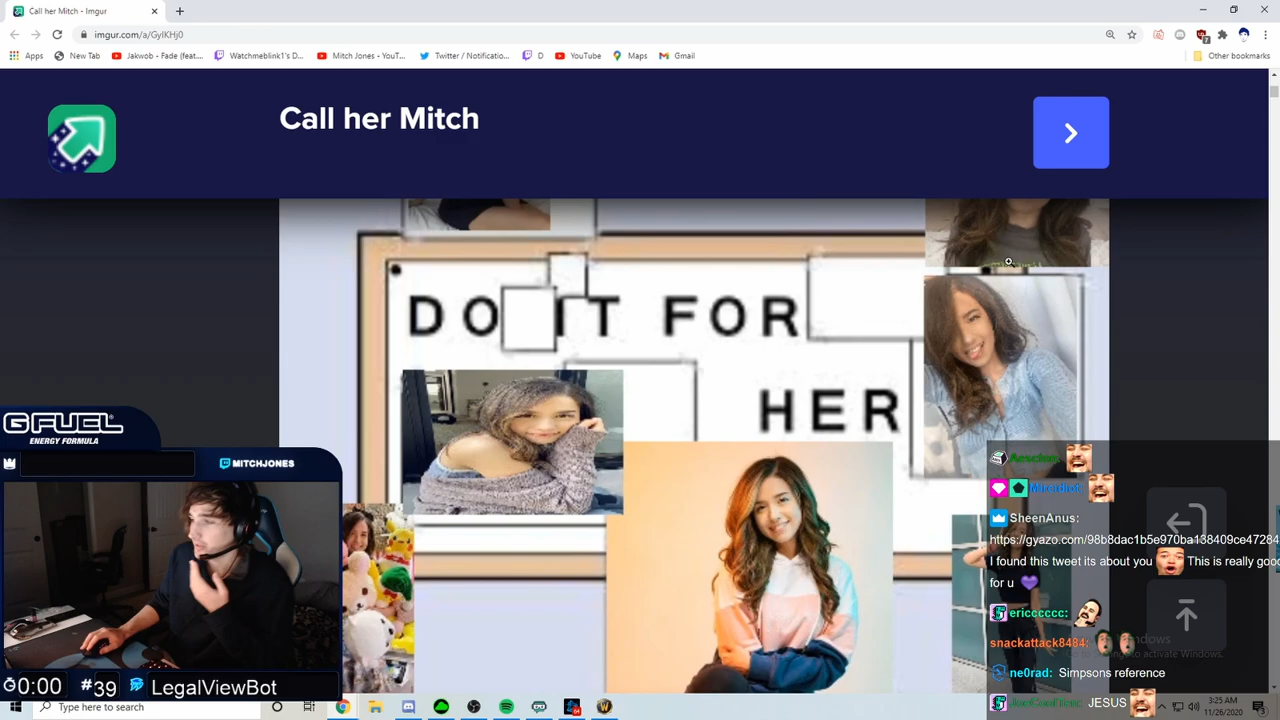 Call her Mitch - Imgur
imgur.com/a/GylKHj0
Apps
New Tab
Jakwob - Fade (feat....
Watchmeblink1's D...
Mitch Jones - YouT...
Twitter / Notificatio...
D
YouTube
Maps
Gmail
Other bookmarks
Call her Mitch
DO IT FOR
HER
G FUEL
ENERGY FORMULA
MITCHJONES
SheenAnus:
https://gyazo.com/98b8dac1b5e970ba138409ce47284
I found this tweet its about you
This is really good
for u
ericccccc:
snackattack8484:
ne0rad: Simpsons reference
JESUS
0:00
#39
LegalViewBot
Type here to search
3:25 AM
11/26/2020